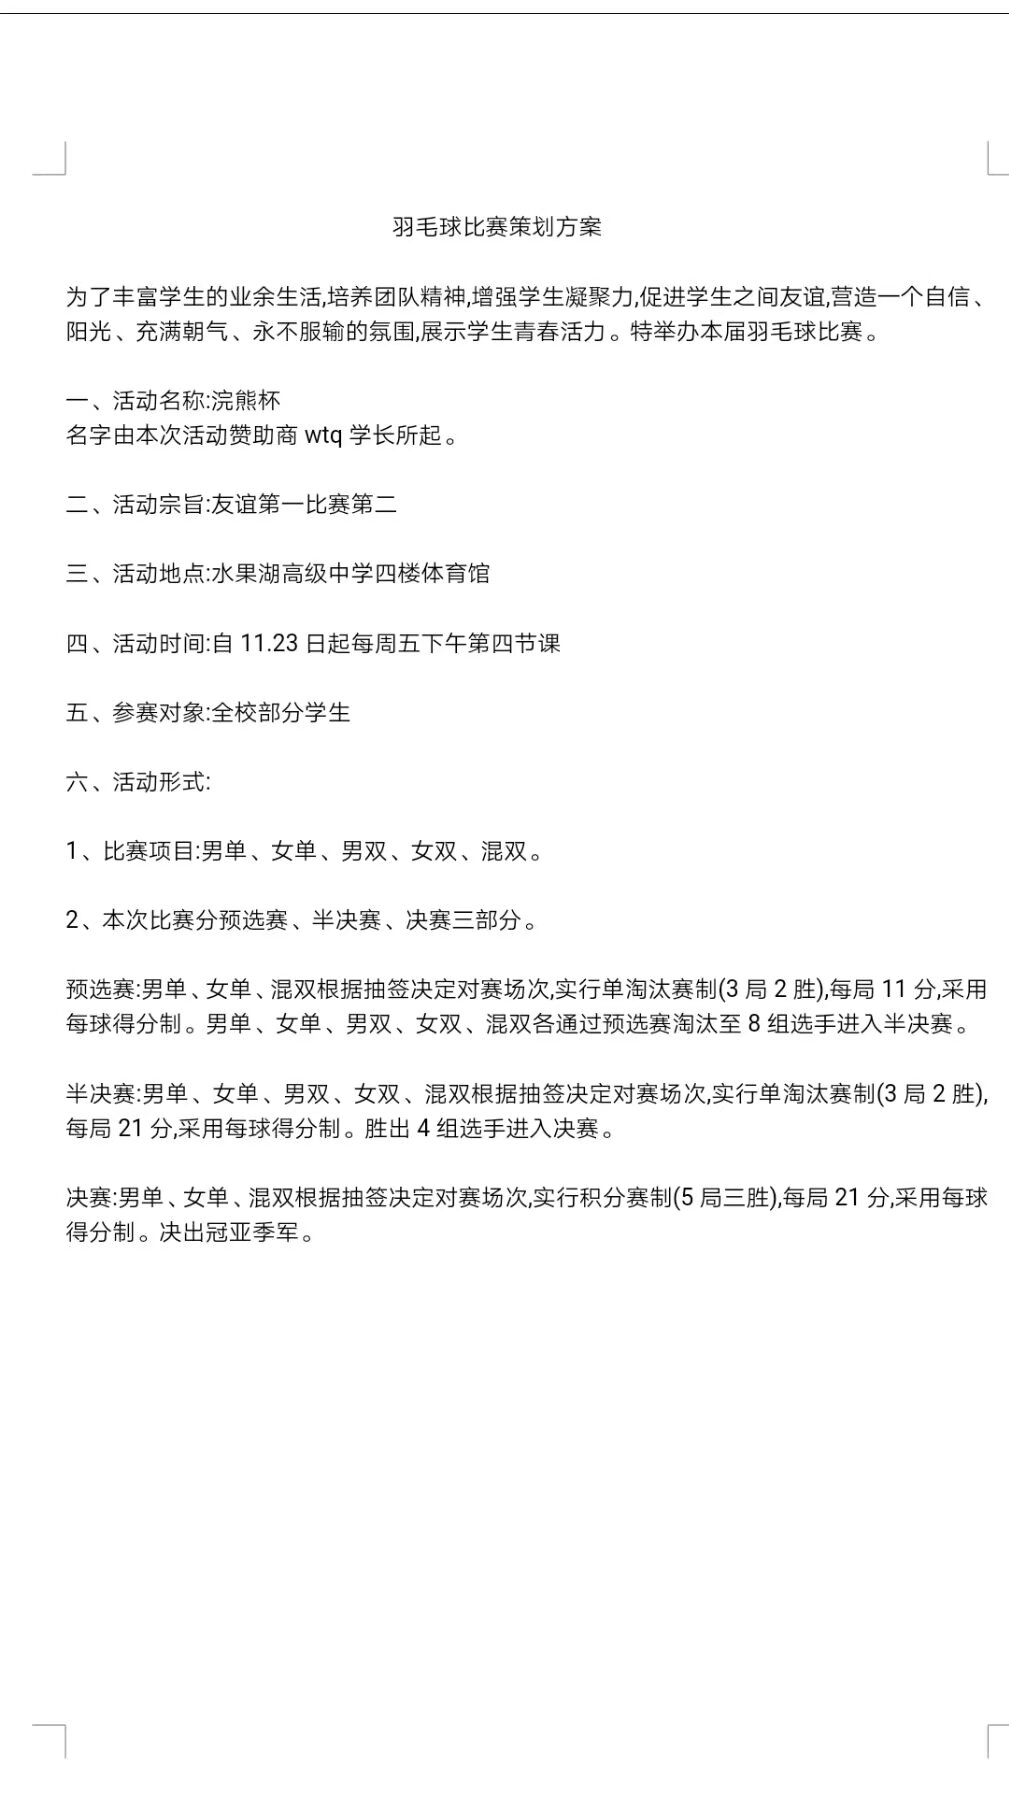 羽毛球比赛策划方案
为了丰富学生的业余生活,培养团队精神,增强学生凝聚力,促进学生之间友谊,营造一个自信、
阳光、充满朝气、永不服输的氛围,展示学生青春活力。特举办本届羽毛球比赛。
一、活动名称:浣熊杯
名字由本次活动赞助商 wtq 学长所起。
二、活动宗旨:友谊第一比赛第二
三、活动地点:水果湖高级中学四楼体育馆
四、活动时间:自 11.23 日起每周五下午第四节课
五、参赛对象:全校部分学生
六、活动形式:
1、比赛项目:男单、女单、男双、女双、混双。
2、本次比赛分预选赛、半决赛、决赛三部分。
预选赛:男单、女单、混双根据抽签决定对赛场次,实行单淘汰赛制(3 局 2 胜),每局 11 分,采用
每球得分制。男单、女单、男双、女双、混双各通过预选赛淘汰至 8 组选手进入半决赛。
半决赛:男单、女单、男双、女双、混双根据抽签决定对赛场次,实行单淘汰赛制(3 局 2 胜),
每局 21 分,采用每球得分制。胜出 4 组选手进入决赛。
决赛:男单、女单、混双根据抽签决定对赛场次,实行积分赛制(5 局三胜),每局 21 分,采用每球
得分制。决出冠亚季军。